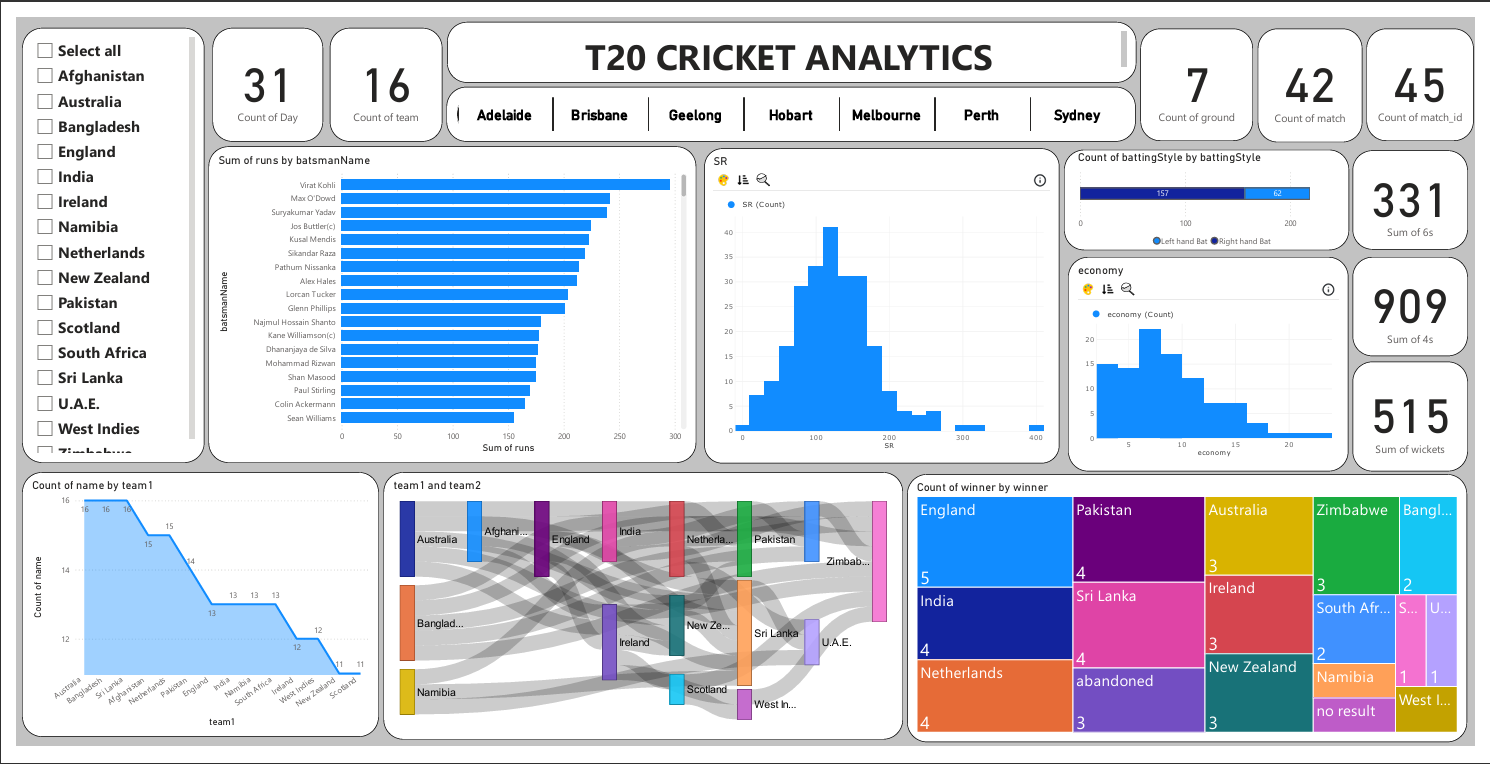 Select all
Afghanistan
Australia
Bangladesh
England
India
Ireland
Namibia
Netherlands
New Zealand
Pakistan
Scotland
South Africa
Sri Lanka
U.A.E.
West Indies
Zimbabwe
31
Count of Day
16
Count of team
T20 CRICKET ANALYTICS
Adelaide Brisbane Geelong Hobart Melbourne Perth Sydney
7
Count of ground
42
Count of match
45
Count of match_id
Sum of runs by batsmanName
batsmanName
Virat Kohli
Max O'Dowd
Suryakumar Yadav
Jos Buttler(c)
Kusal Mendis
Sikandar Raza
Pathum Nissanka
Alex Hales
Lorcan Tucker
Glenn Phillips
Najmul Hossain Shanto
Kane Williamson(c)
Dhananjaya de Silva
Mohammad Rizwan
Shan Masood
Paul Stirling
Colin Ackermann
Sean Williams
0 50 100 150 200 250 300
Sum of runs
SR
SR (Count)
40
35
30
25
20
15
10
5
0
0 100 200 300 400
SR
Count of battingStyle by battingStyle
157 62
0 100 200
Left hand Bat Right hand Bat
economy
economy (Count)
20
15
10
5
0
5 10 15 20
economy
331
Sum of 6s
909
Sum of 4s
515
Sum of wickets
Count of name by team1
Count of name
16
14
12
16 16 16 15 15 14 13 13 13 13 12 12 11 11
Australia Bangladesh Sri Lanka Afghanistan Netherlands Pakistan England India Namibia South Africa Ireland West Indies New Zealand Scotland
team1
team1 and team2
Australia
Banglad...
Namibia
Afghani...
England
India
Ireland
Netherla...
New Ze...
Scotland
Pakistan
Sri Lanka
West In...
U.A.E.
Zimbab...
Count of winner by winner
England
5
India
4
Netherlands
4
Pakistan
4
Sri Lanka
4
abandoned
3
Australia
3
Ireland
3
New Zealand
3
Zimbabwe
3
Bangl...
2
South Afr...
2
Namibia
no result
S...
1
U...
1
West I...